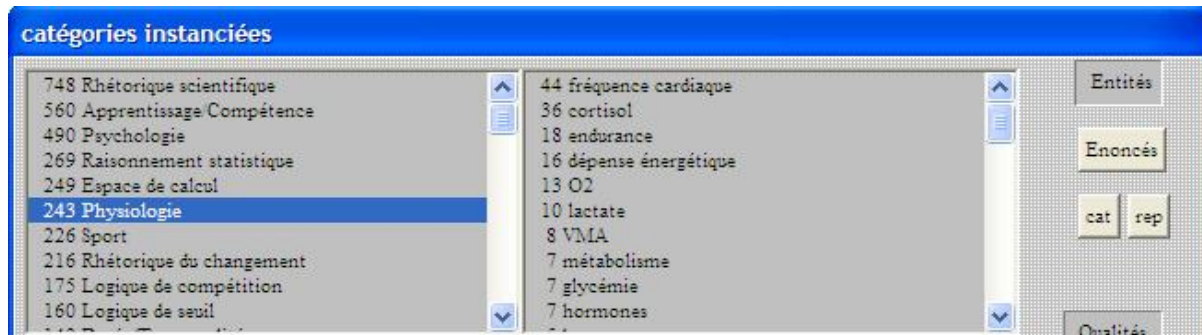 catégories instanciées
748 Rhétorique scientifique
560 Apprentissage/Compétence
490 Psychologie
269 Raisonnement statistique
249 Espace de calcul
243 Physiologie
226 Sport
216 Rhétorique du changement
175 Logique de compétition
160 Logique de seuil
44 fréquence cardiaque
36 cortisol
18 endurance
16 dépense énergétique
13 O2
10 lactate
8 VMA
7 métabolisme
7 glycémie
7 hormones
Entités
Enoncés
cat rep
Qualités